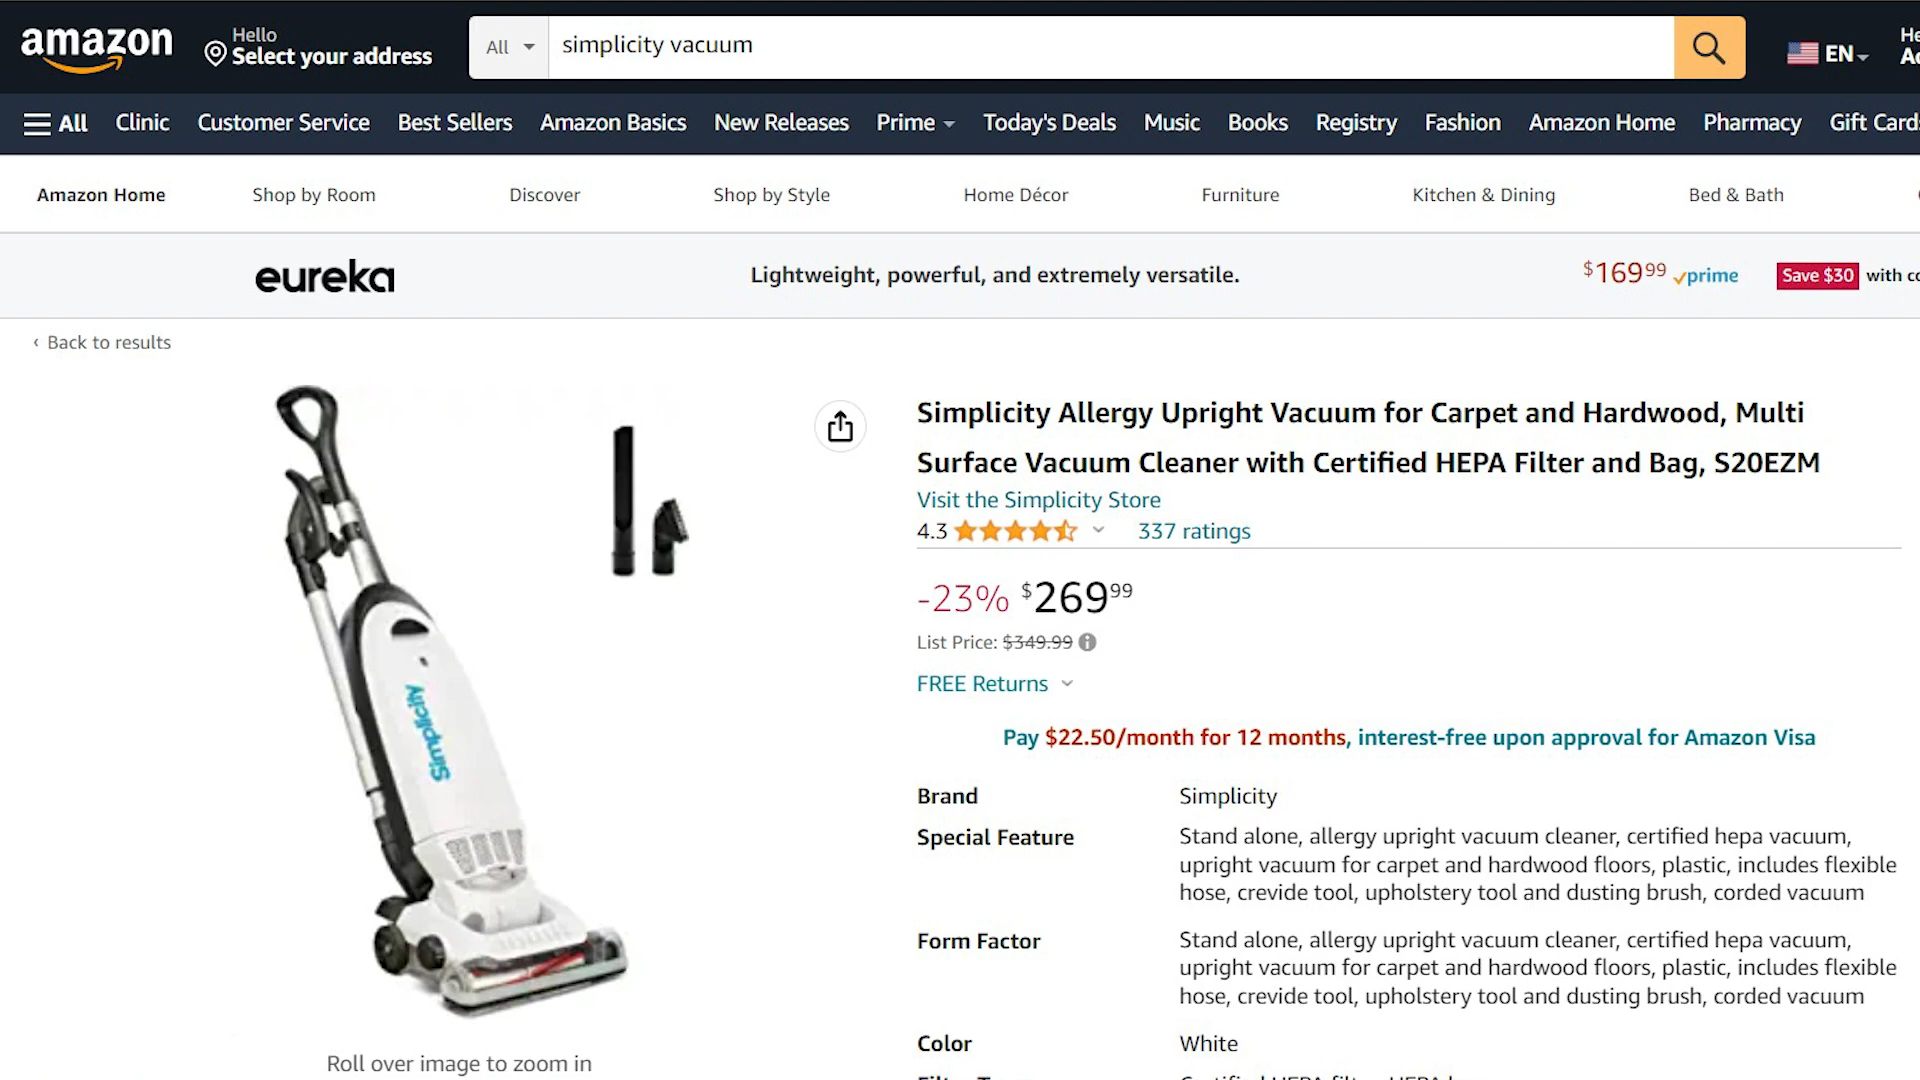 amazon
Hello
Select your address
All
simplicity vacuum
EN
All
Clinic
Customer Service
Best Sellers
Amazon Basics
New Releases
Prime
Today's Deals
Music
Books
Registry
Fashion
Amazon Home
Pharmacy
Gift Cards
Amazon Home
Shop by Room
Discover
Shop by Style
Home Décor
Furniture
Kitchen & Dining
Bed & Bath
eureka
Lightweight, powerful, and extremely versatile.
$169.99 prime
Save $30 with
‹ Back to results
Simplicity
Roll over image to zoom in
Simplicity Allergy Upright Vacuum for Carpet and Hardwood, Multi
Surface Vacuum Cleaner with Certified HEPA Filter and Bag, S20EZM
Visit the Simplicity Store
4.3 337 ratings
-23% $269.99
List Price: $349.99
FREE Returns
Pay $22.50/month for 12 months, interest-free upon approval for Amazon Visa
Brand Simplicity
Special Feature Stand alone, allergy upright vacuum cleaner, certified hepa vacuum,
upright vacuum for carpet and hardwood floors, plastic, includes flexible
hose, crevide tool, upholstery tool and dusting brush, corded vacuum
Form Factor Stand alone, allergy upright vacuum cleaner, certified hepa vacuum,
upright vacuum for carpet and hardwood floors, plastic, includes flexible
hose, crevide tool, upholstery tool and dusting brush, corded vacuum
Color White